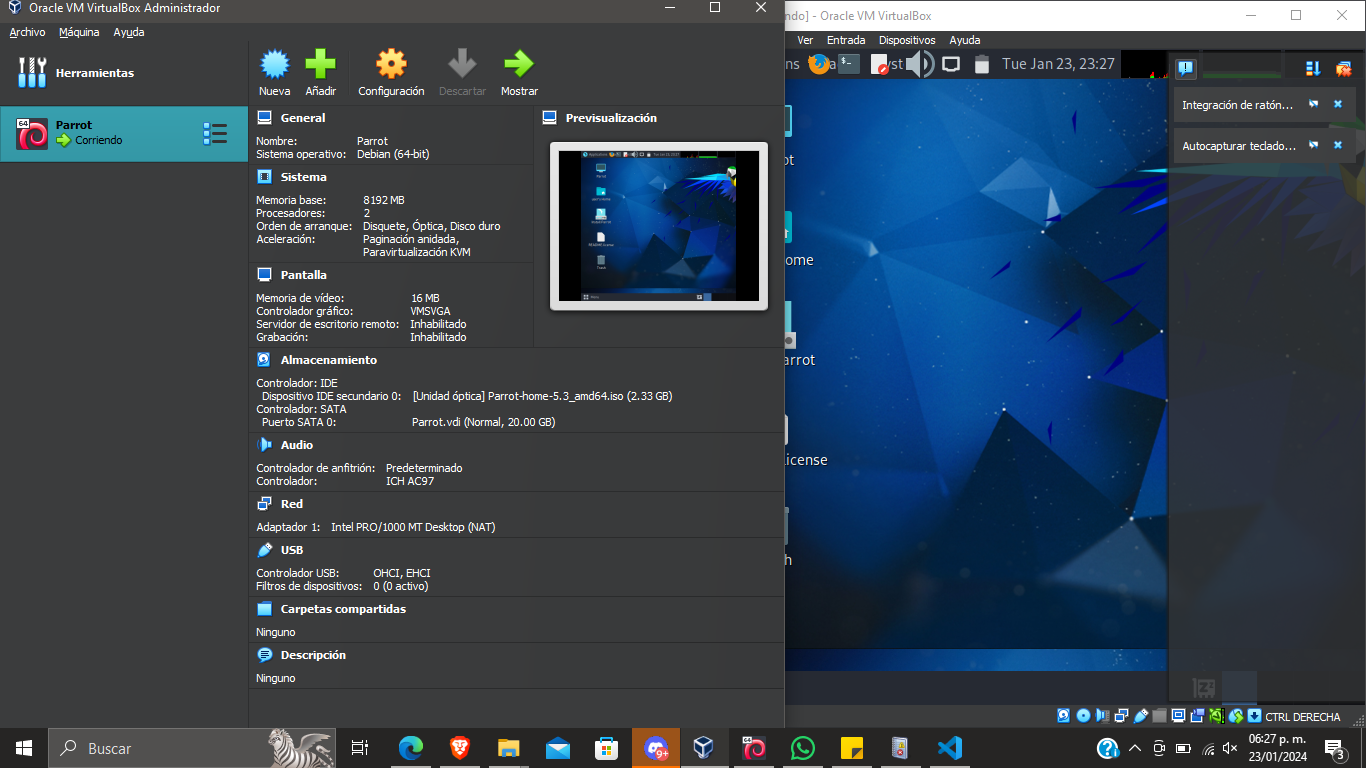 Oracle VM VirtualBox Administrador
Archivo Máquina Ayuda
Herramientas
Nueva Añadir Configuración Descartar Mostrar
64
Parrot
Corriendo
General
Nombre: Parrot
Sistema operativo: Debian (64-bit)
Sistema
Memoria base: 8192 MB
Procesadores: 2
Orden de arranque: Disquete, Óptica, Disco duro
Aceleración: Paginación anidada,
Paravirtualización KVM
Pantalla
Memoria de vídeo: 16 MB
Controlador gráfico: VMSVGA
Servidor de escritorio remoto: Inhabilitado
Grabación: Inhabilitado
Previsualización
Almacenamiento
Controlador: IDE
Dispositivo IDE secundario 0: [Unidad óptica] Parrot-home-5.3_amd64.iso (2.33 GB)
Controlador: SATA
Puerto SATA 0: Parrot.vdi (Normal, 20.00 GB)
Audio
Controlador de anfitrión: Predeterminado
Controlador: ICH AC97
Red
Adaptador 1: Intel PRO/1000 MT Desktop (NAT)
USB
Controlador USB: OHCI, EHCI
Filtros de dispositivos: 0 (0 activo)
Carpetas compartidas
Ninguno
Descripción
Ninguno
ndo] - Oracle VM VirtualBox
Ver Entrada Dispositivos Ayuda
ns yst Tue Jan 23, 23:27
Integración de ratón...
Autocapturar teclado...
ot
ome
arrot
icense
h
CTRL DERECHA
Buscar
9+
64
06:27 p. m.
23/01/2024
3